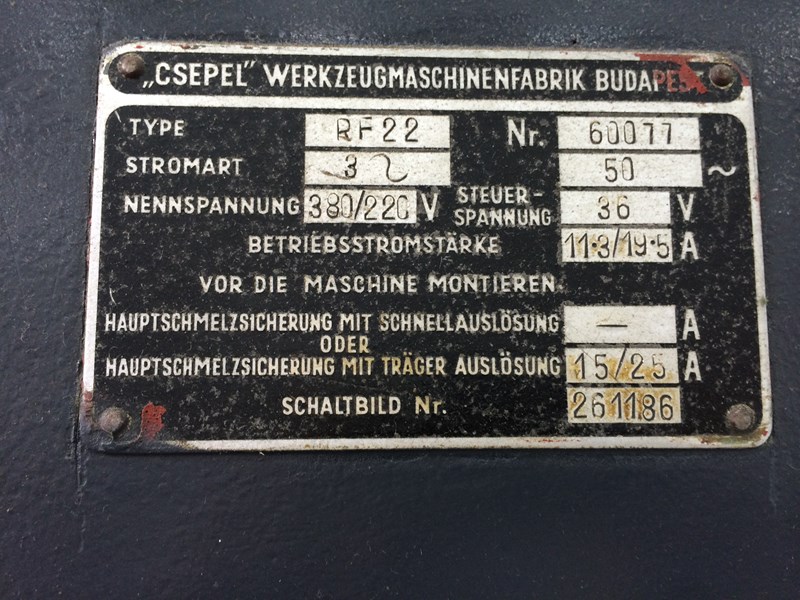 „CSEPEL" WERKZEUGMASCHINENFABRIK BUDAPEST
TYPE RF22 Nr. 60077
STROMART 3 ~ 50 ~
NENNSPANNUNG 380/220 V STEUER-SPANNUNG 36 V
BETRIEBSSTROMSTÄRKE 11·3/19·5 A
VOR DIE MASCHINE MONTIEREN
HAUPTSCHMELZSICHERUNG MIT SCHNELLAUSLÖSUNG — A
ODER
HAUPTSCHMELZSICHERUNG MIT TRÄGER AUSLÖSUNG 15/25 A
SCHALTBILD Nr. 261186